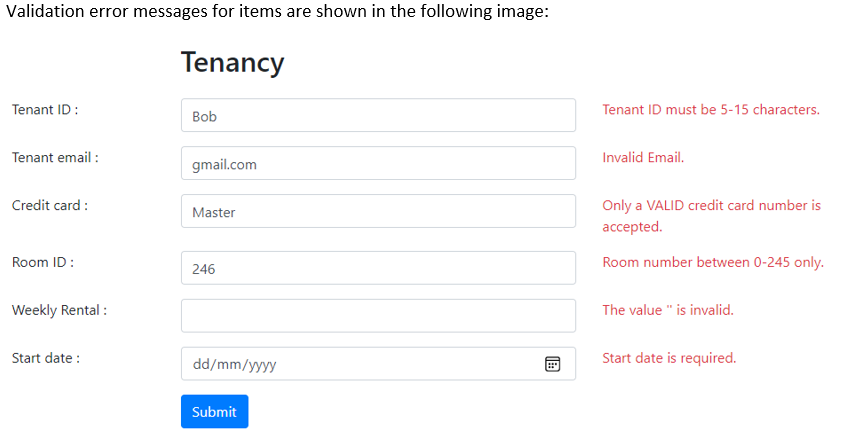 Validation error messages for items are shown in the following image:
Tenancy
Tenant ID : Bob Tenant ID must be 5-15 characters.
Tenant email : gmail.com Invalid Email.
Credit card : Master Only a VALID credit card number is
accepted.
Room ID : 246 Room number between 0-245 only.
Weekly Rental : The value '' is invalid.
Start date : dd/mm/yyyy Start date is required.
Submit